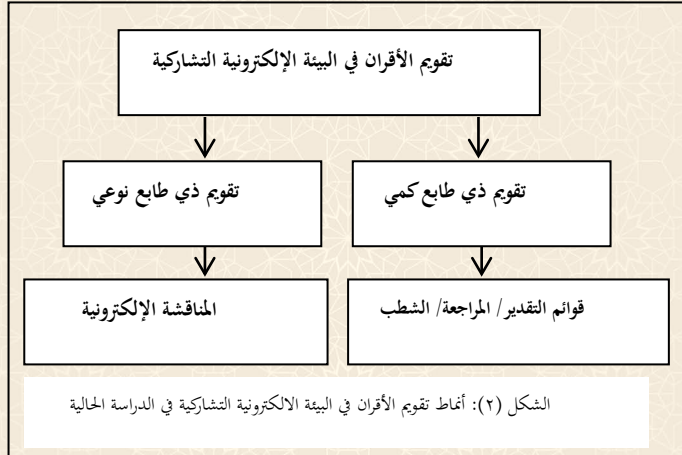 تقويم الأقران في البيئة الإلكترونية التشاركية
تقويم ذي طابع كمي
تقويم ذي طابع نوعي
قوائم التقدير/ المراجعة/ الشطب
المناقشة الإلكترونية
الشكل (٢): أنماط تقويم الأقران في البيئة الالكترونية التشاركية في الدراسة الحالية